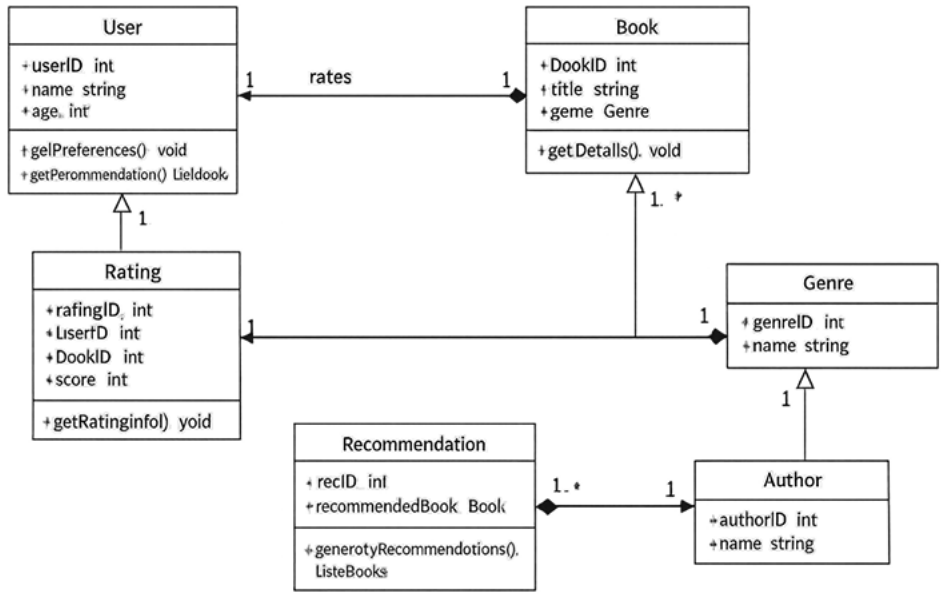 User
+userID int
+name string
+age. int
+gelPreferences() void
+getPerommendation() Lieldook
1
rates
1
Book
+DookID int
+title string
+geme Genre
+get.Detalls(). vold
1
1. *
Rating
+rafingID, int
+LisertD int
+DookID int
+score int
+getRatinginfol) yoid
1
1
Genre
+genreID int
+name string
1
Recommendation
+recID inl
+recommendedBook Book
+generotyRecommendotions().
ListeBooks
1..*
1
Author
+authorID int
+name string